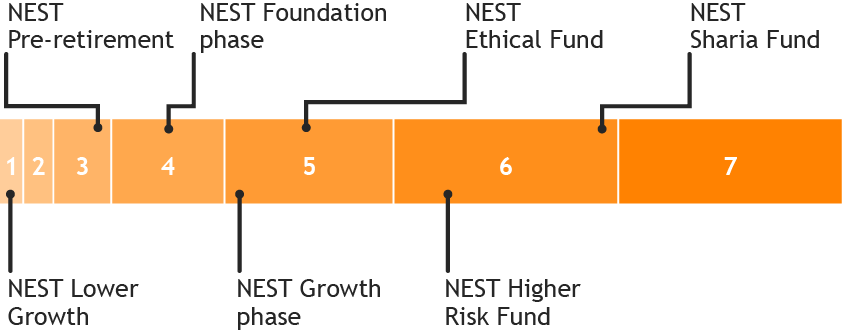 NEST
Pre-retirement
NEST Foundation
phase
NEST
Ethical Fund
NEST
Sharia Fund
1 2 3 4 5 6 7
NEST Lower
Growth
NEST Growth
phase
NEST Higher
Risk Fund